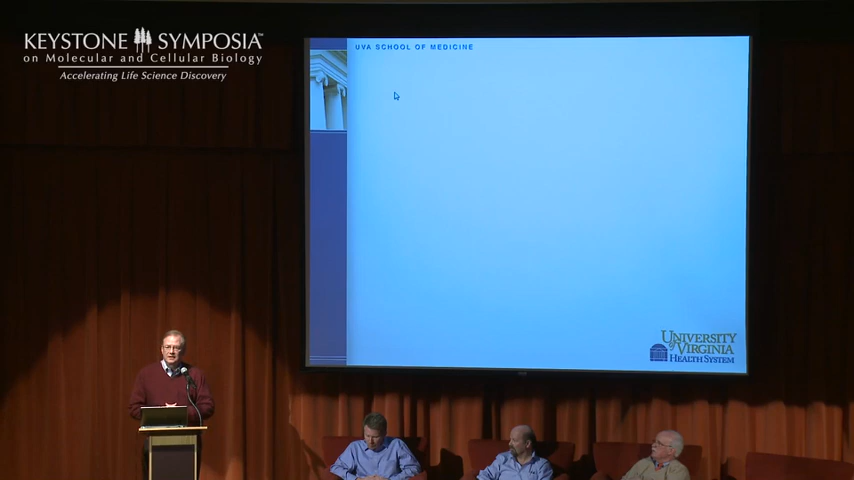 KEYSTONE SYMPOSIA™
on Molecular and Cellular Biology
Accelerating Life Science Discovery
UVA SCHOOL OF MEDICINE
UNIVERSITY
of VIRGINIA
HEALTH SYSTEM